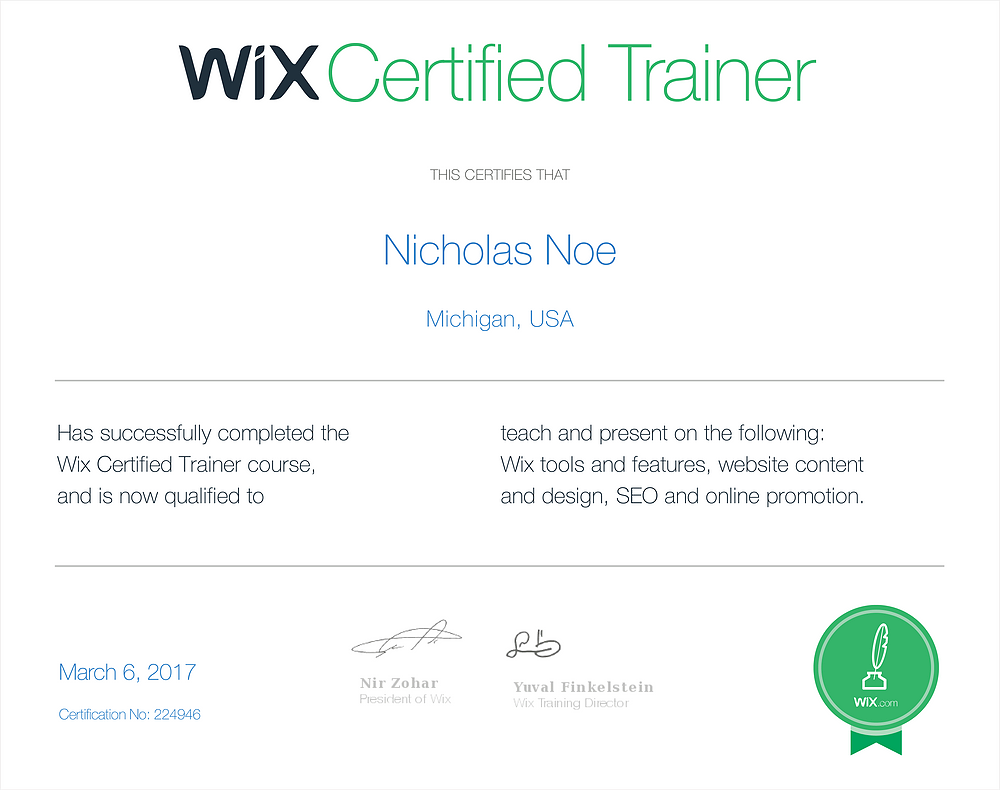 WiX Certified Trainer
THIS CERTIFIES THAT
Nicholas Noe
Michigan, USA
Has successfully completed the
Wix Certified Trainer course,
and is now qualified to
teach and present on the following:
Wix tools and features, website content
and design, SEO and online promotion.
March 6, 2017
Certification No: 224946
Nir Zohar
President of Wix
Yuval Finkelstein
Wix Training Director
WiX.com